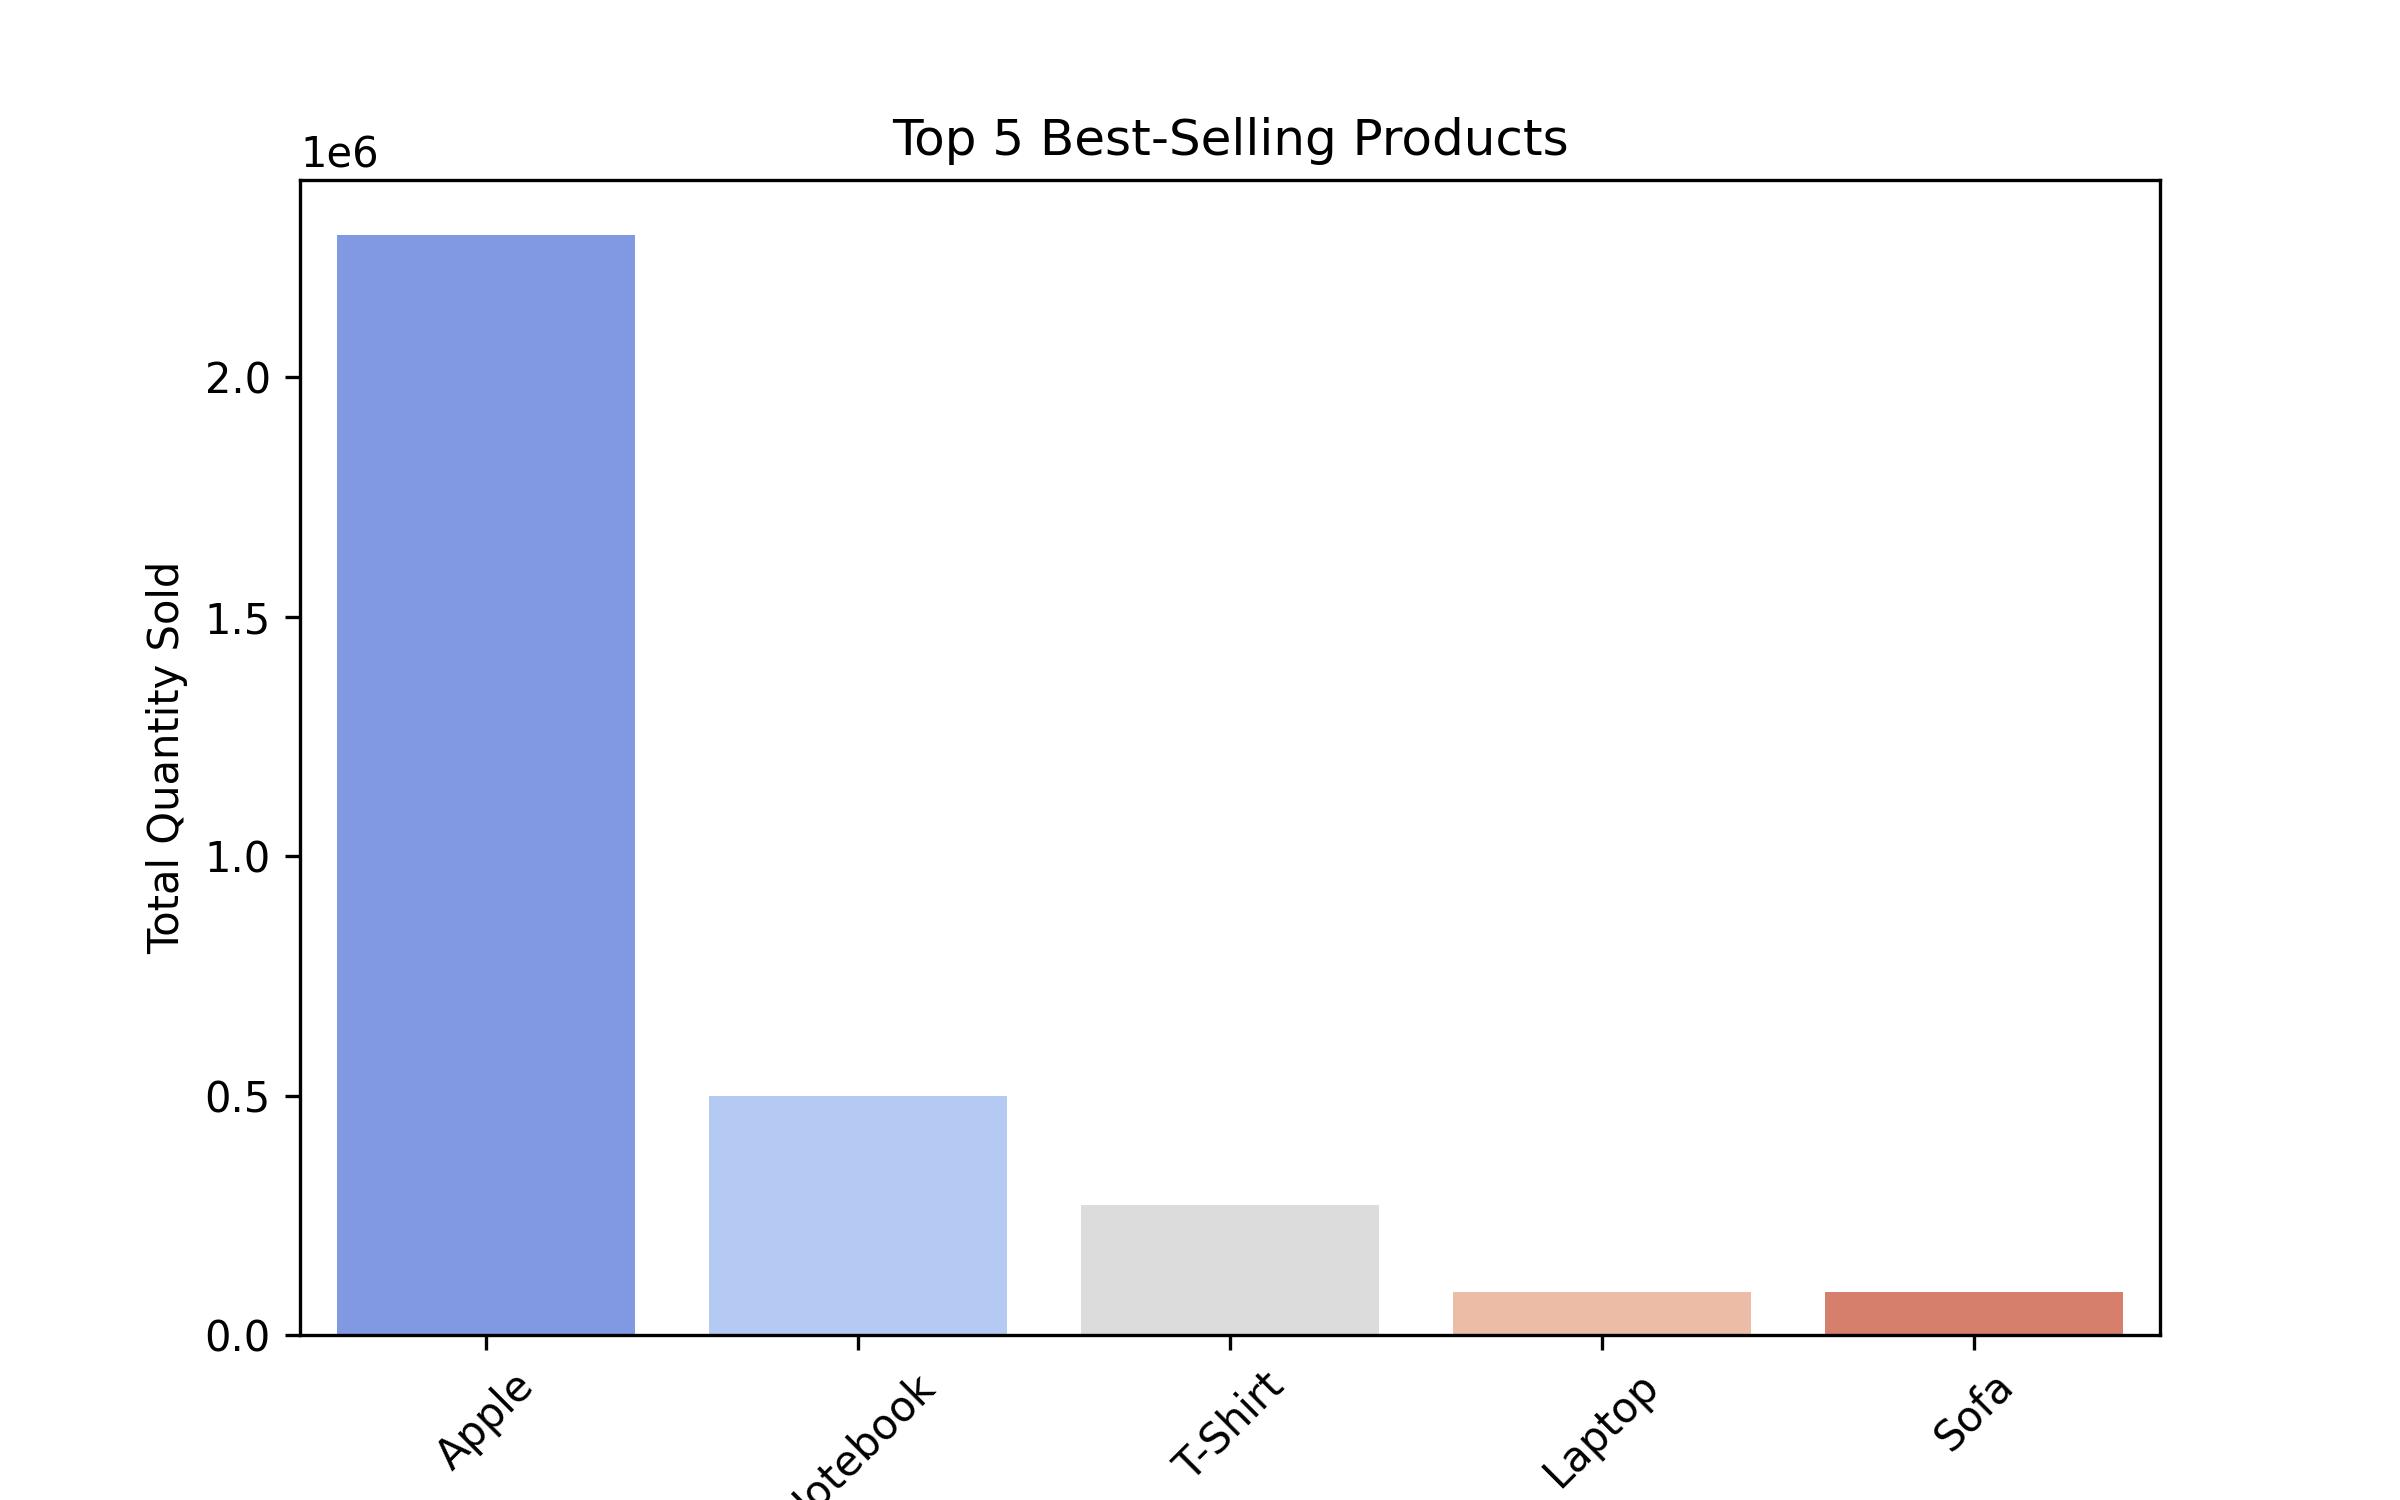 Top 5 Best-Selling Products
1e6
2.0
1.5
1.0
0.5
0.0
Total Quantity Sold
Apple
otebook
T-Shirt
Laptop
Sofa